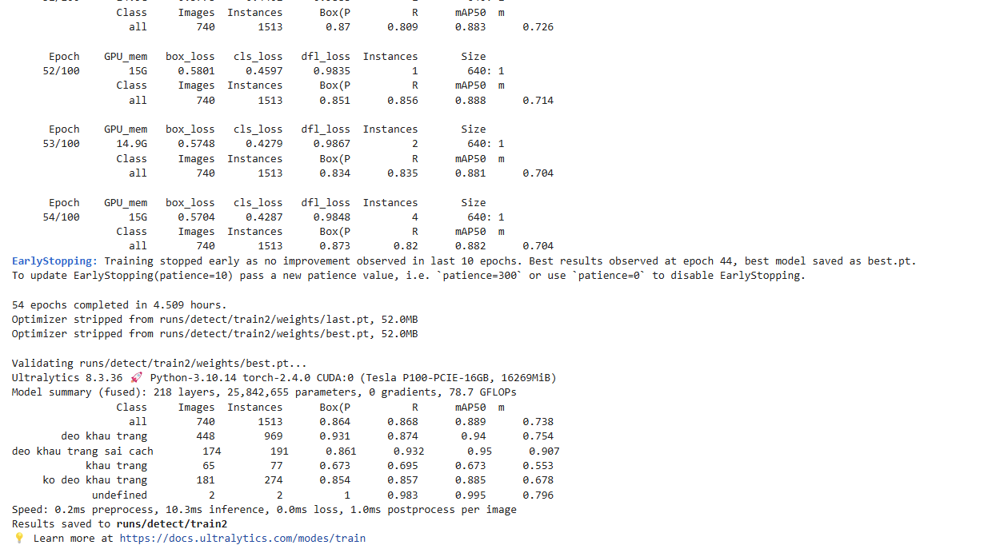 Class Images Instances Box(P R mAP50 m
all 740 1513 0.87 0.809 0.883 0.726
Epoch GPU_mem box_loss cls_loss dfl_loss Instances Size
52/100 15G 0.5801 0.4597 0.9835 1 640: 1
Class Images Instances Box(P R mAP50 m
all 740 1513 0.851 0.856 0.888 0.714
Epoch GPU_mem box_loss cls_loss dfl_loss Instances Size
53/100 14.9G 0.5748 0.4279 0.9867 2 640: 1
Class Images Instances Box(P R mAP50 m
all 740 1513 0.834 0.835 0.881 0.704
Epoch GPU_mem box_loss cls_loss dfl_loss Instances Size
54/100 15G 0.5704 0.4287 0.9848 4 640: 1
Class Images Instances Box(P R mAP50 m
all 740 1513 0.873 0.82 0.882 0.704
EarlyStopping: Training stopped early as no improvement observed in last 10 epochs. Best results observed at epoch 44, best model saved as best.pt.
To update EarlyStopping(patience=10) pass a new patience value, i.e. `patience=300` or use `patience=0` to disable EarlyStopping.
54 epochs completed in 4.509 hours.
Optimizer stripped from runs/detect/train2/weights/last.pt, 52.0MB
Optimizer stripped from runs/detect/train2/weights/best.pt, 52.0MB
Validating runs/detect/train2/weights/best.pt...
Ultralytics 8.3.36 🚀 Python-3.10.14 torch-2.4.0 CUDA:0 (Tesla P100-PCIE-16GB, 16269MiB)
Model summary (fused): 218 layers, 25,842,655 parameters, 0 gradients, 78.7 GFLOPs
Class Images Instances Box(P R mAP50 m
all 740 1513 0.864 0.868 0.889 0.738
deo khau trang 448 969 0.931 0.874 0.94 0.754
deo khau trang sai cach 174 191 0.861 0.932 0.95 0.907
khau trang 65 77 0.673 0.695 0.673 0.553
ko deo khau trang 181 274 0.854 0.857 0.885 0.678
undefined 2 2 1 0.983 0.995 0.796
Speed: 0.2ms preprocess, 10.3ms inference, 0.0ms loss, 1.0ms postprocess per image
Results saved to runs/detect/train2
💡 Learn more at https://docs.ultralytics.com/modes/train